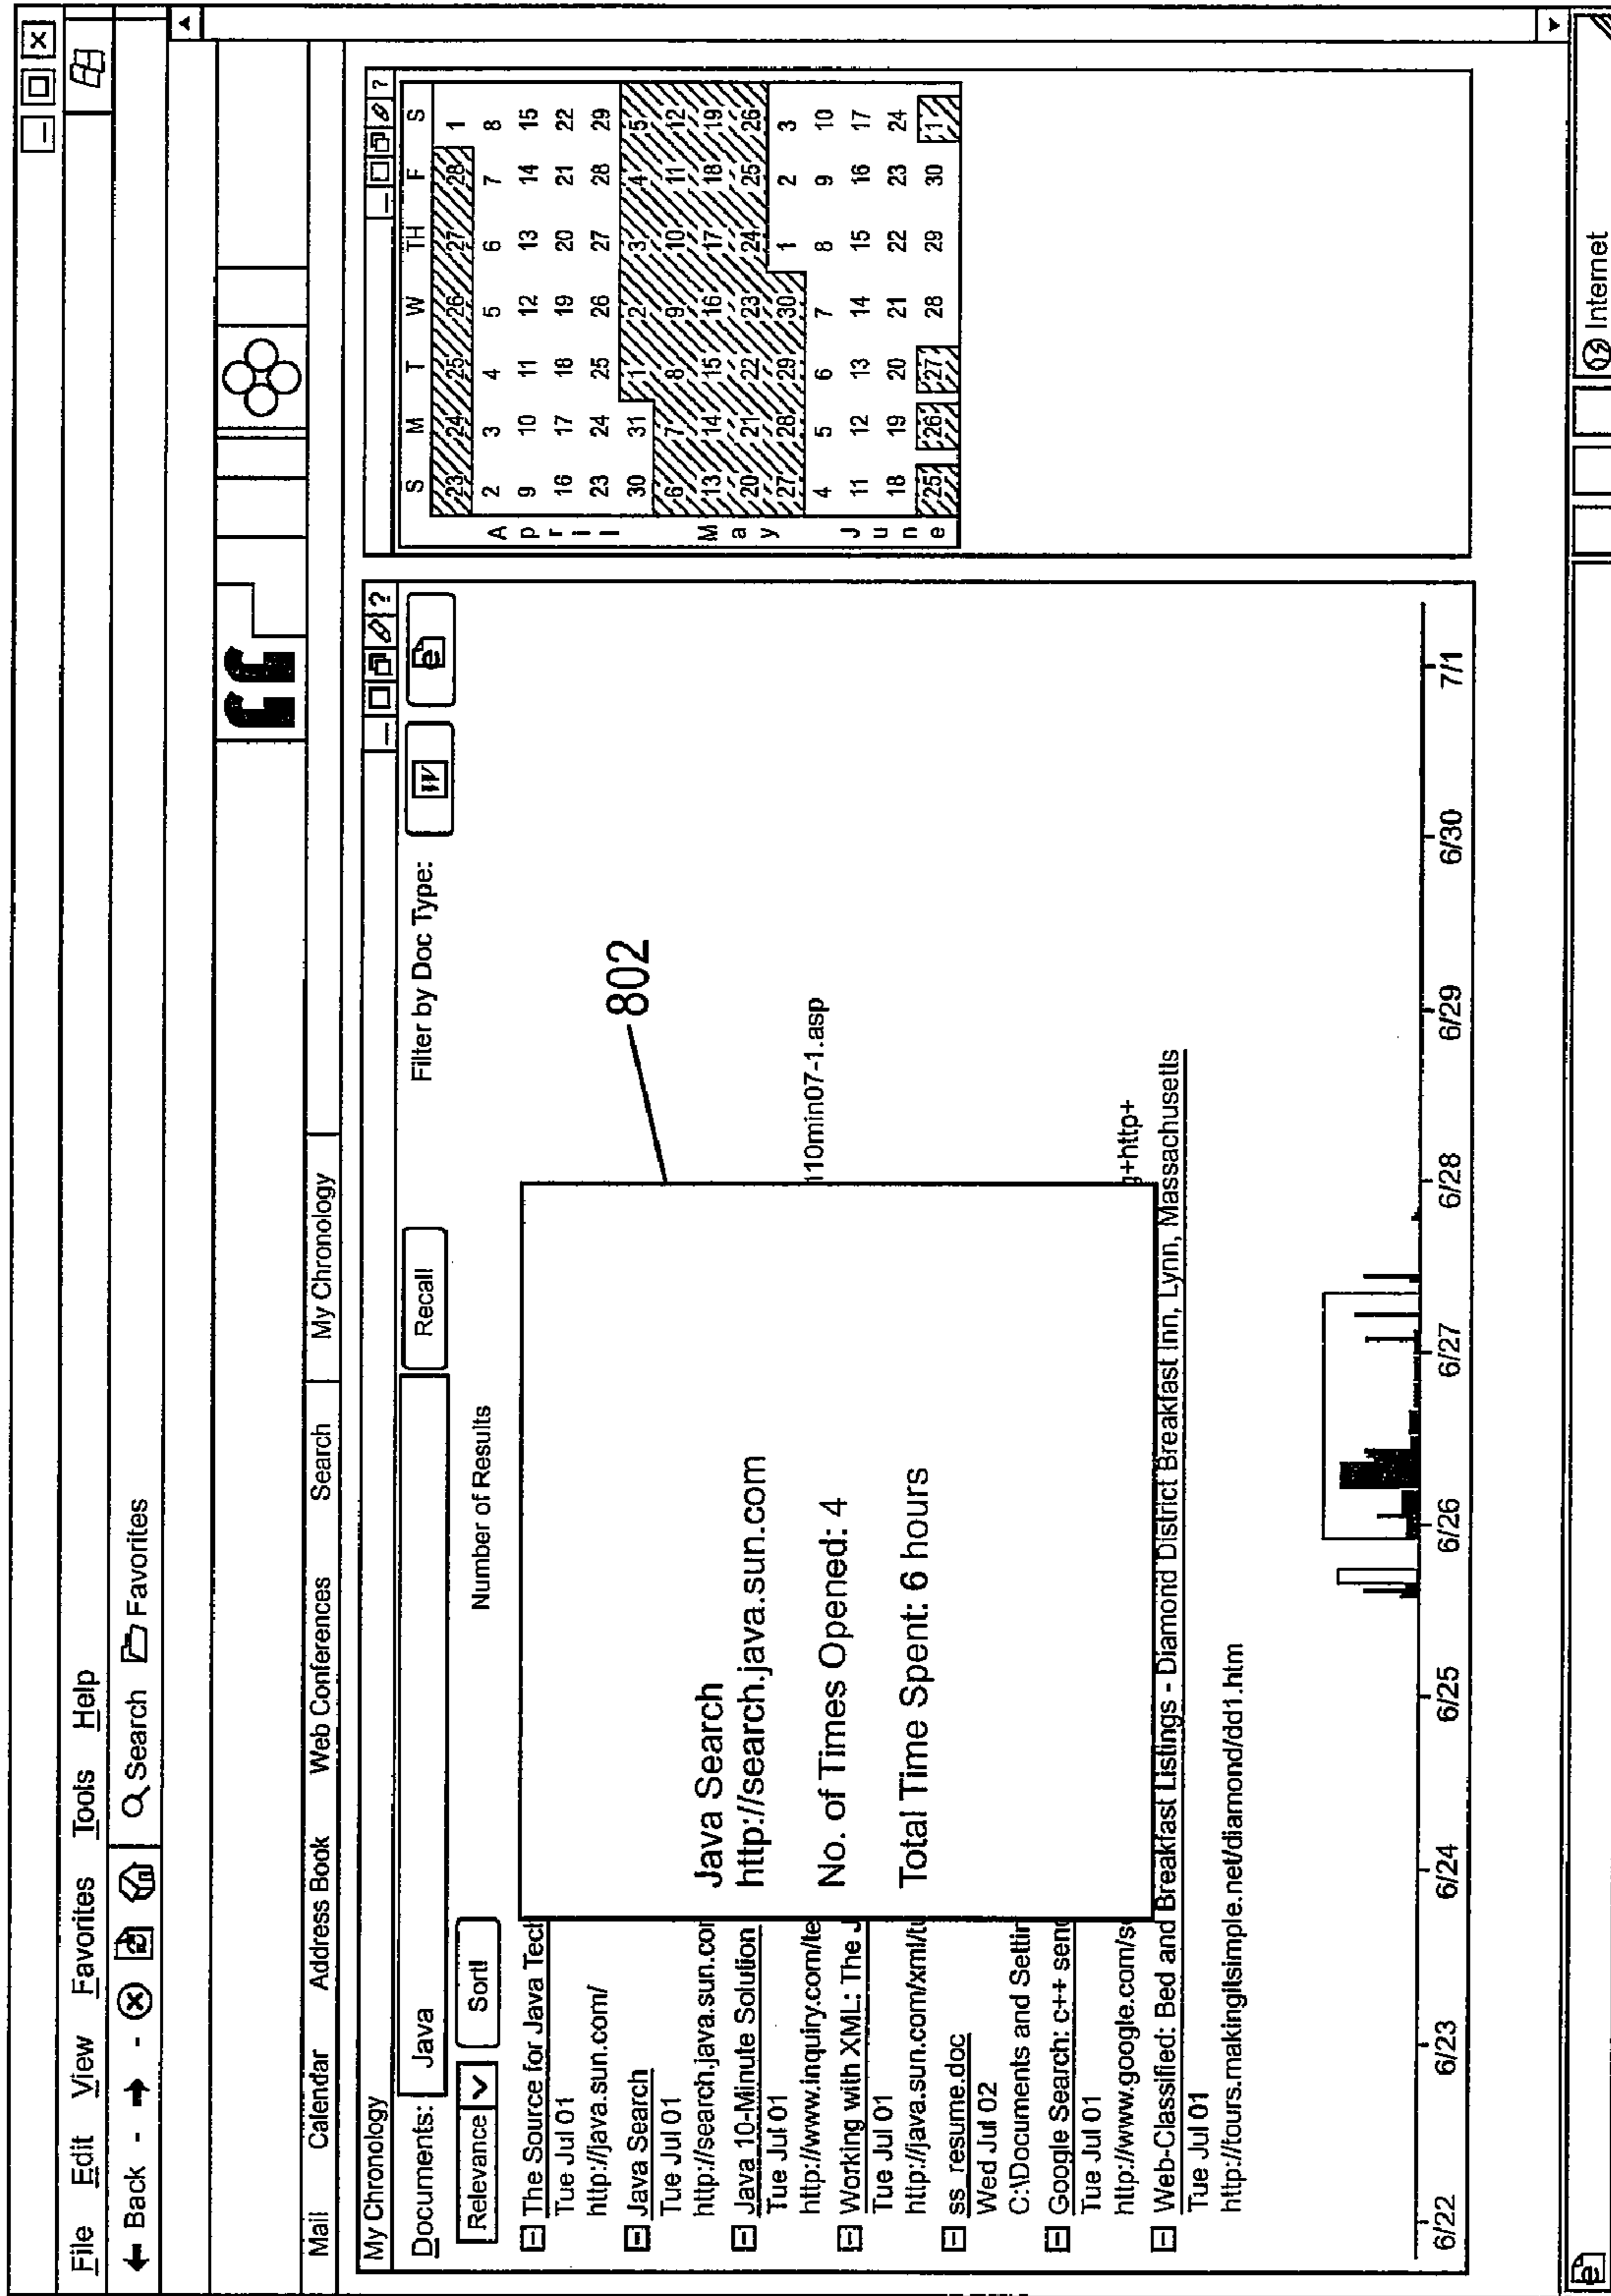 File Edit View Favorites Tools Help
Back Search Favorites
Mail Calendar Address Book Web Conferences Search My Chronology
My Chronology
Documents: Java Recall Filter by Doc Type: W e
Relevance Sort! Number of Results
The Source for Java Tech
Tue Jul 01
http://java.sun.com/
Java Search
Tue Jul 01
http://search.java.sun.com
Java 10-Minute Solution
Tue Jul 01
http://www.inquiry.com/te
110min07-1.asp
Working with XML: The J
Tue Jul 01
http://java.sun.com/xml/tu
ss_resume.doc
Wed Jul 02
C:\Documents and Settin
Google Search: c++ send
Tue Jul 01
http://www.google.com/s
g+http+
Web-Classified: Bed and Breakfast Listings - Diamond District Breakfast Inn, Lynn, Massachusetts
Tue Jul 01
http://tours.makingitsimple.net/diamond/dd1.htm
Java Search
http://search.java.sun.com
No. of Times Opened: 4
Total Time Spent: 6 hours
802
6/22 6/23 6/24 6/25 6/26 6/27 6/28 6/29 6/30 7/1
?
?
S M T W TH F S
23 24 25 26 27 28 1
A 2 3 4 5 6 7 8
p 9 10 11 12 13 14 15
r 16 17 18 19 20 21 22
i 23 24 25 26 27 28 29
l 30 31 1 2 3 4 5
6 7 8 9 10 11 12
M 13 14 15 16 17 18 19
a 20 21 22 23 24 25 26
y 27 28 29 30 1 2 3
4 5 6 7 8 9 10
J 11 12 13 14 15 16 17
u 18 19 20 21 22 23 24
n e 25 26 27 28 29 30 1
Internet